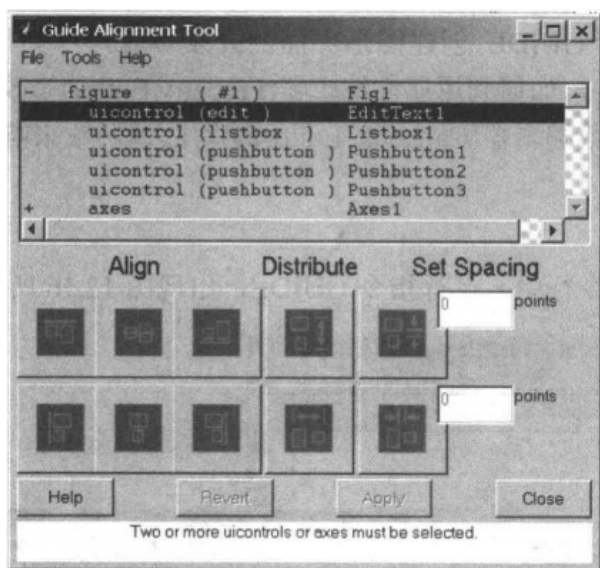 Guide Alignment Tool
File Tools Help
- figure ( #1 ) Fig1
uicontrol (edit ) EditText1
uicontrol (listbox ) Listbox1
uicontrol (pushbutton ) Pushbutton1
uicontrol (pushbutton ) Pushbutton2
uicontrol (pushbutton ) Pushbutton3
+ axes Axes1
Align Distribute Set Spacing
0 points
0 points
Help Revert Apply Close
Two or more uicontrols or axes must be selected.